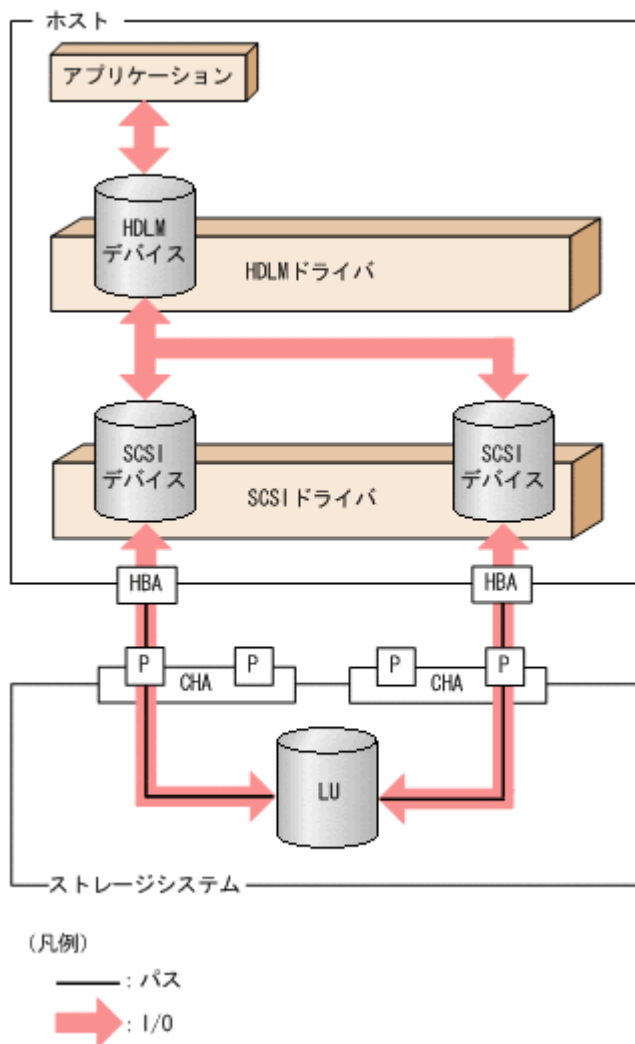 ホスト
アプリケーション
HDLM
デバイス
HDLMドライバ
SCSI
デバイス
SCSI
デバイス
SCSIドライバ
HBA
HBA
P
P
P
P
CHA
CHA
LU
ストレージシステム
(凡例)
: パス
: I/O